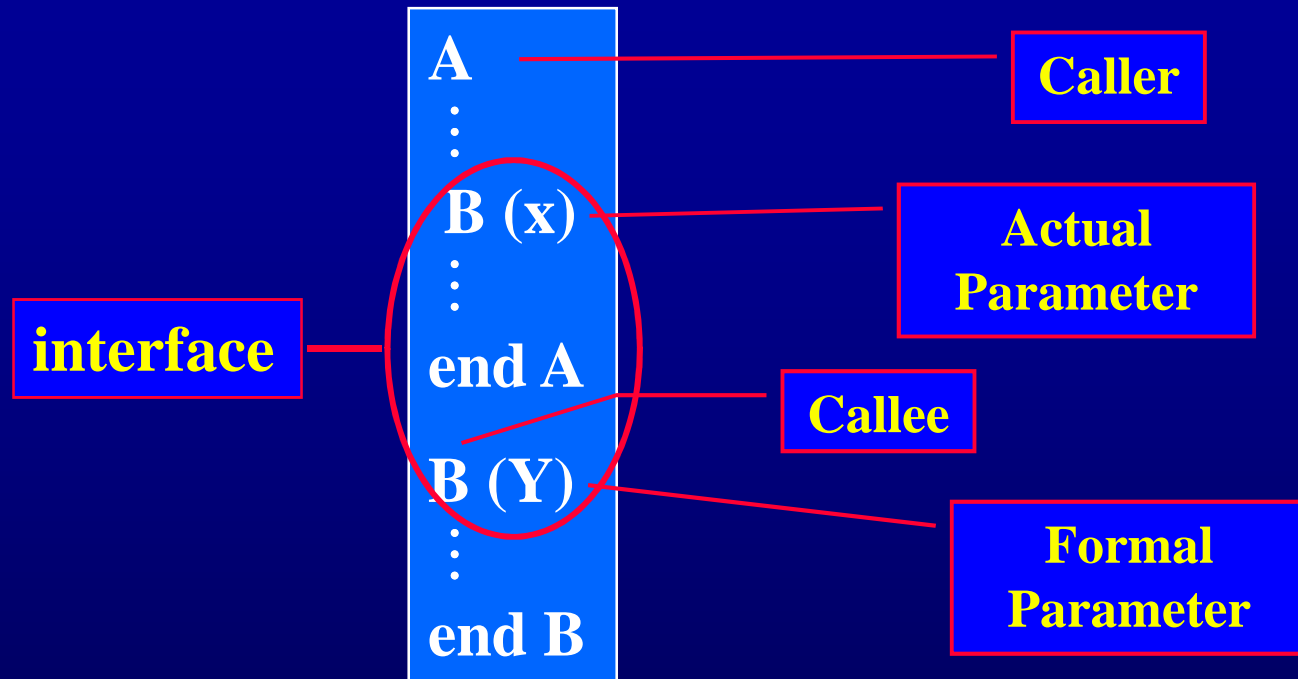 A
Caller
B (x)
Actual
Parameter
interface
end A
Callee
B (Y)
Formal
Parameter
end B